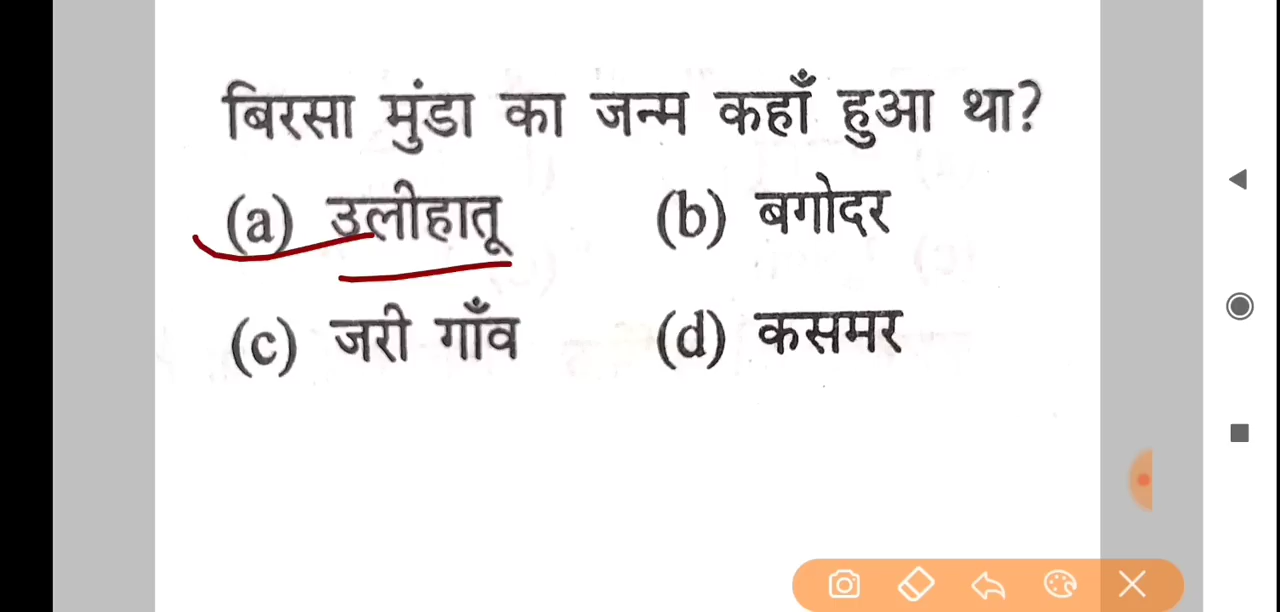 बिरसा मुंडा का जन्म कहाँ हुआ था?
(a) उलीहातू (b) बगोदर
(c) जरी गाँव (d) कसमर